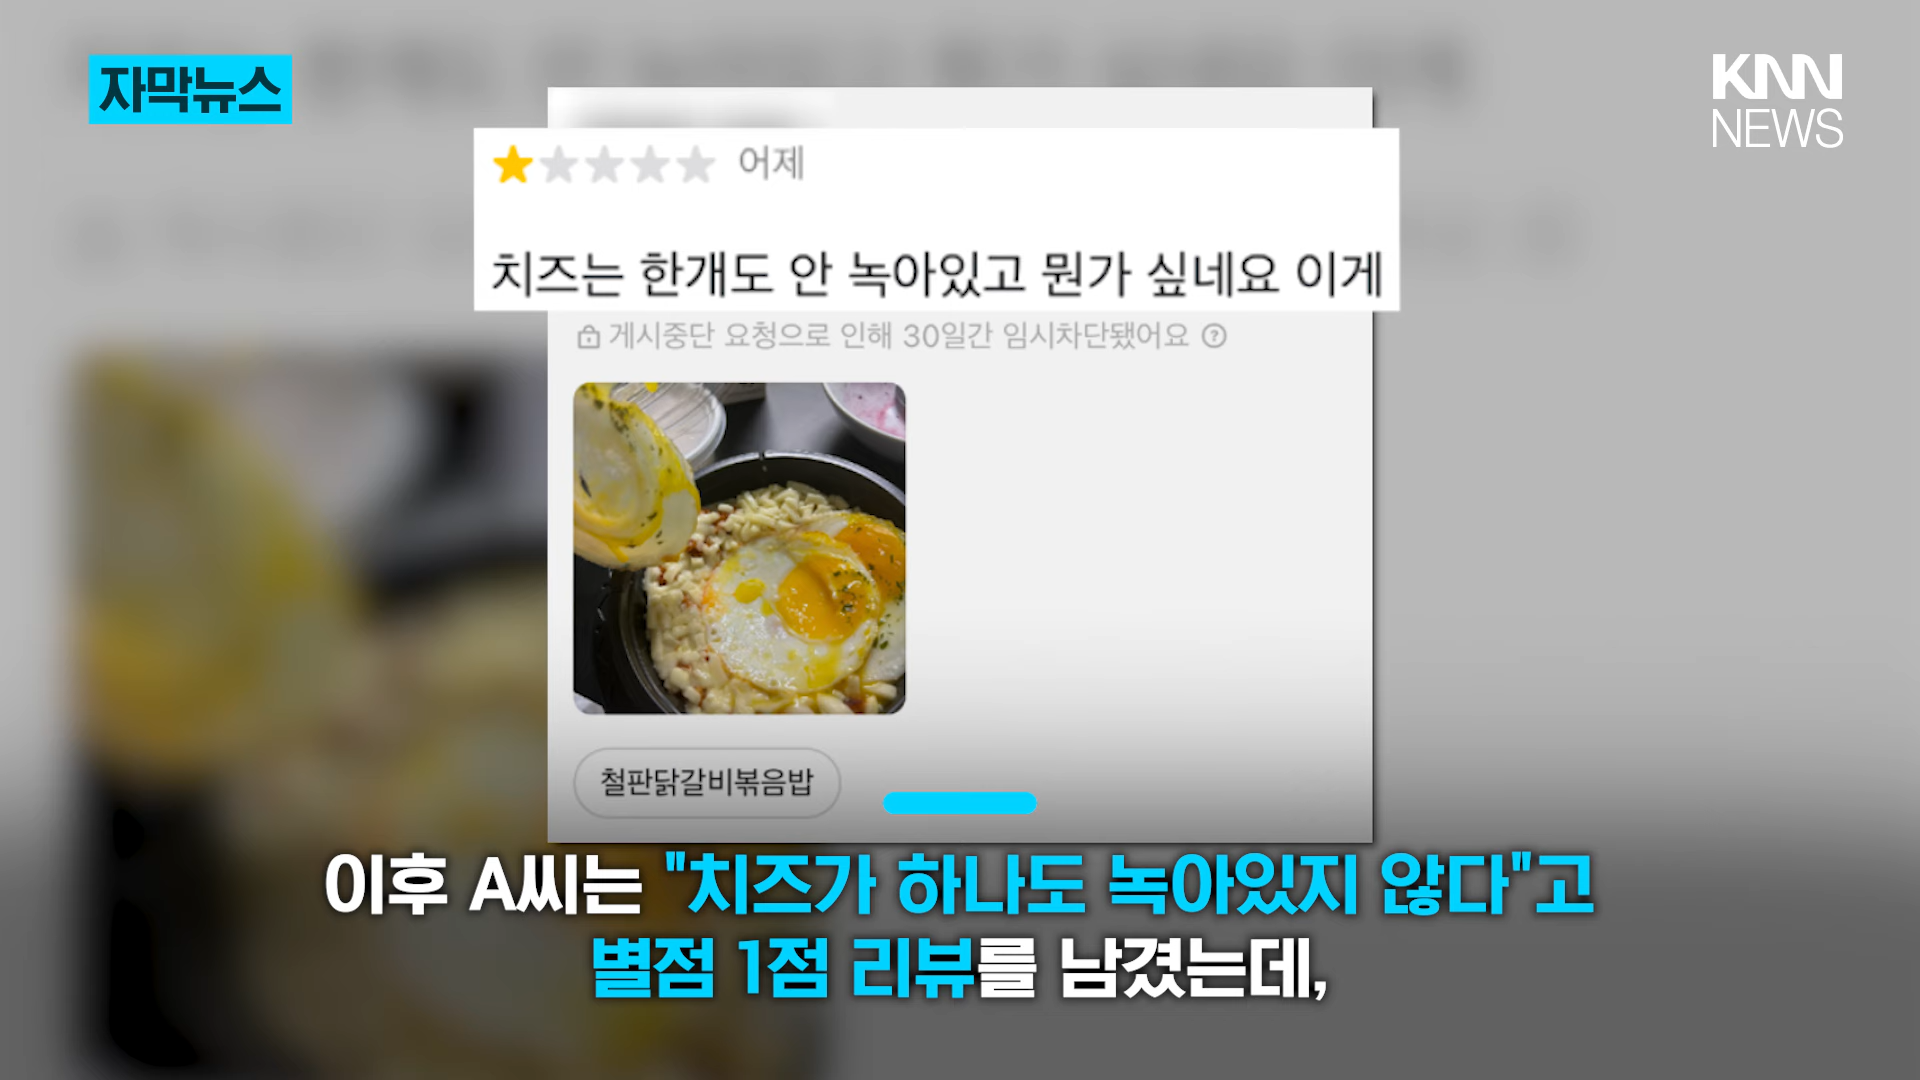 자막뉴스
KNN
NEWS
어제
치즈는 한개도 안 녹아있고 뭔가 싶네요 이게
게시중단 요청으로 인해 30일간 임시차단됐어요 ?
철판닭갈비볶음밥
이후 A씨는 "치즈가 하나도 녹아있지 않다"고
별점 1점 리뷰를 남겼는데,